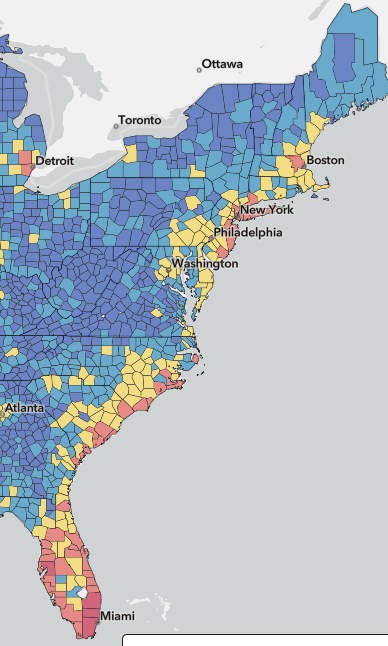 Ottawa
Toronto
Detroit
Boston
New York
Philadelphia
Washington
Atlanta
Miami